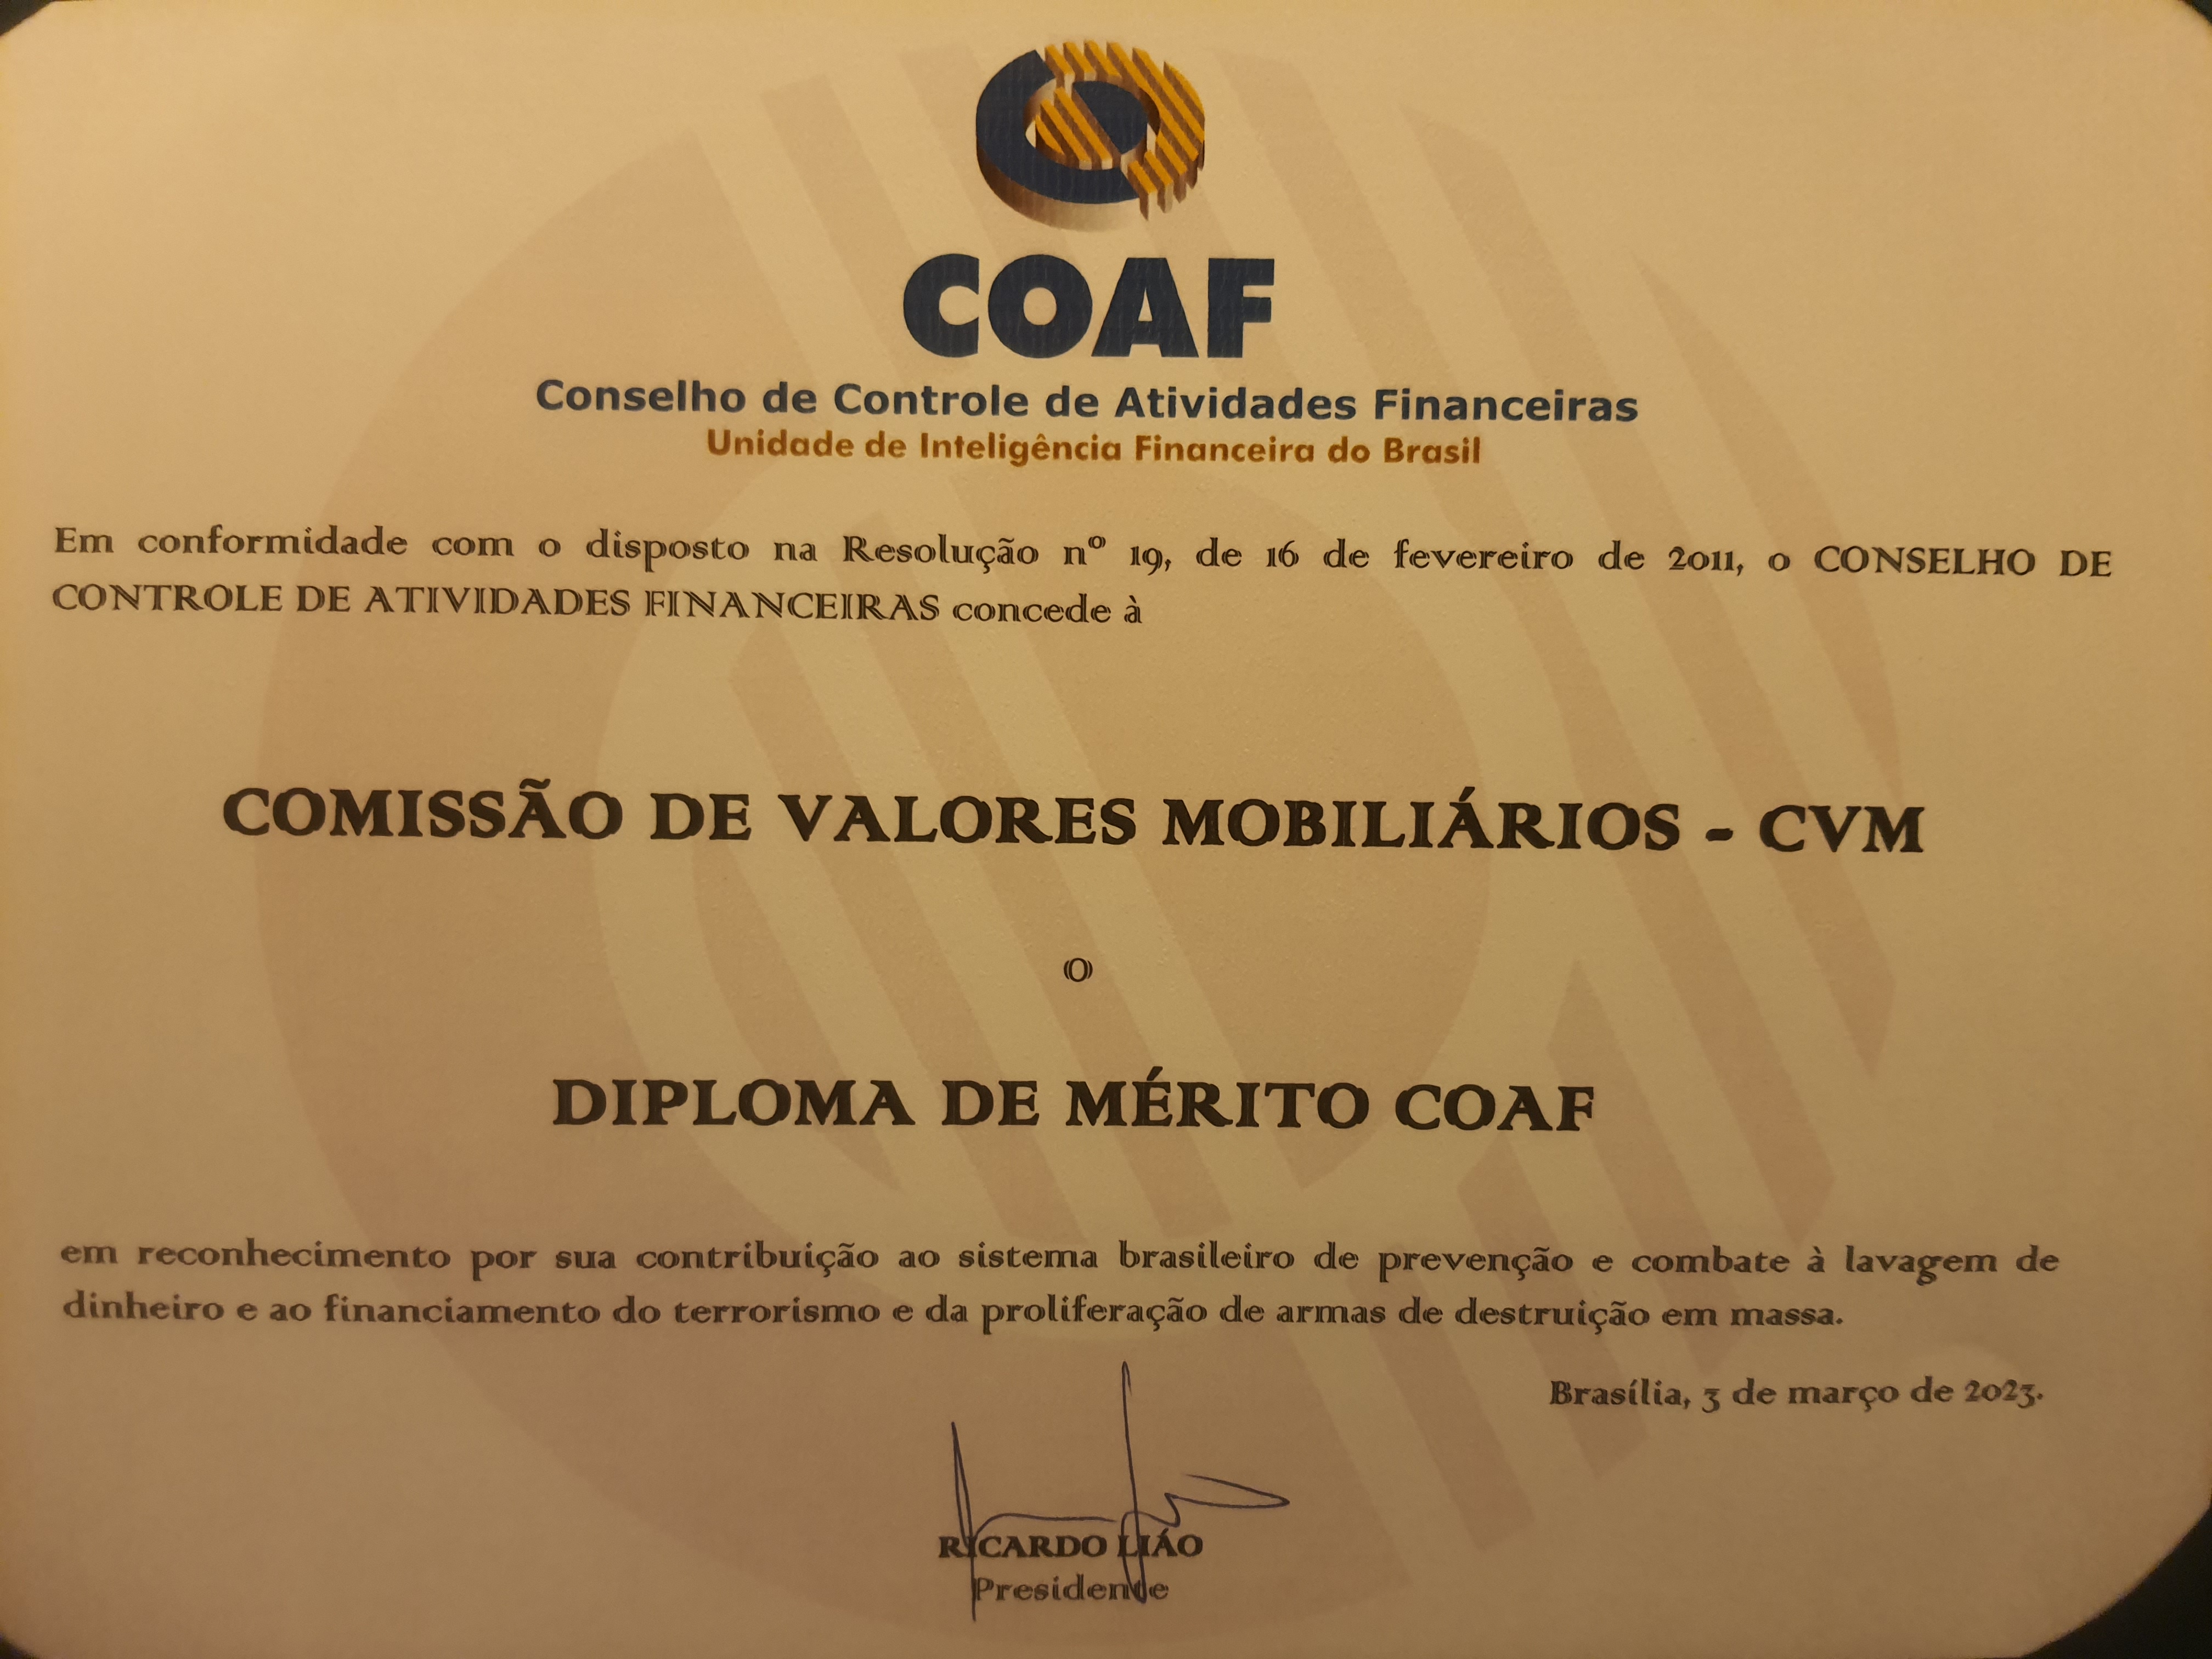 COAF
Conselho de Controle de Atividades Financeiras
Unidade de Inteligência Financeira do Brasil
Em conformidade com o disposto na Resolução nº 19, de 16 de fevereiro de 2011, o CONSELHO DE
CONTROLE DE ATIVIDADES FINANCEIRAS concede à
COMISSÃO DE VALORES MOBILIÁRIOS - CVM
O
DIPLOMA DE MÉRITO COAF
em reconhecimento por sua contribuição ao sistema brasileiro de prevenção e combate à lavagem de
dinheiro e ao financiamento do terrorismo e da proliferação de armas de destruição em massa.
Brasília, 3 de março de 2023.
RICARDO LIÁO
Presidente